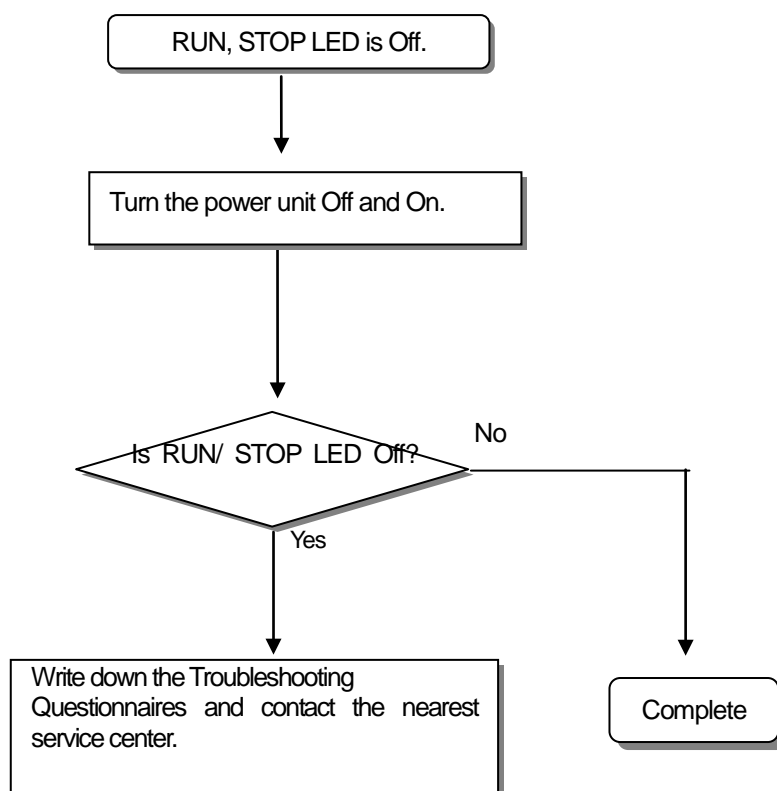 RUN, STOP LED is Off.
Turn the power unit Off and On.
Is RUN/ STOP LED Off?
No
Yes
Write down the Troubleshooting
Questionnaires and contact the nearest
service center.
Complete